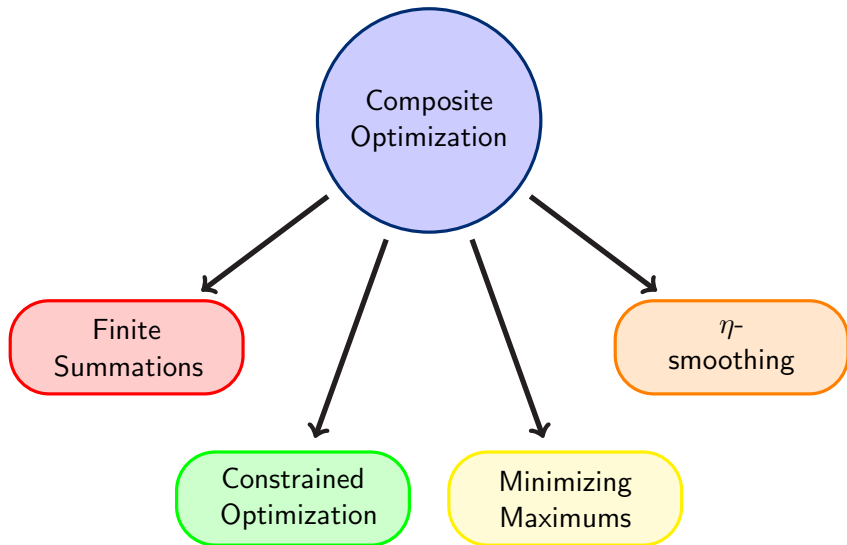 Composite
Optimization
Finite
Summations
η-
smoothing
Constrained
Optimization
Minimizing
Maximums